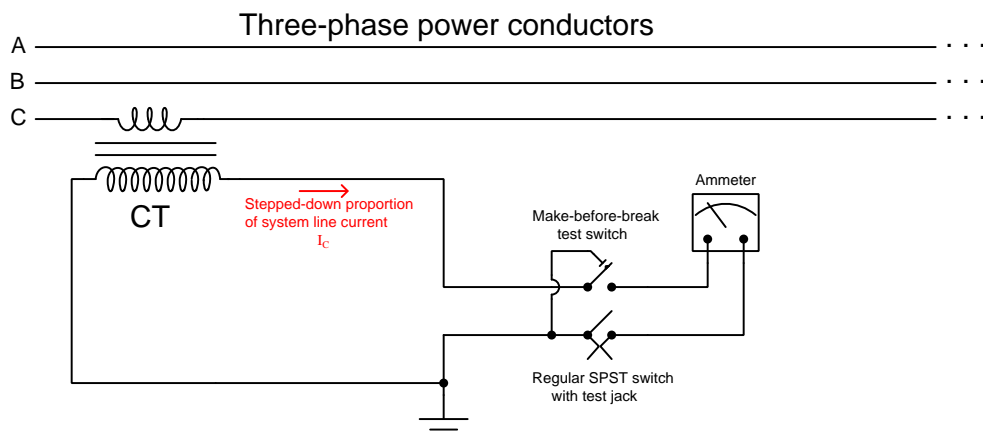 Three-phase power conductors
A
B
C
CT
Stepped-down proportion
of system line current
I_C
Make-before-break
test switch
Ammeter
Regular SPST switch
with test jack